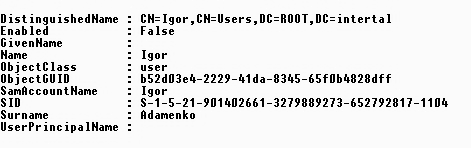 DistinguishedName : CN=Igor,CN=Users,DC=ROOT,DC=intertal
Enabled : False
GivenName :
Name : Igor
ObjectClass : user
ObjectGUID : b52d03e4-2229-41da-8345-65f0b4828dff
SamAccountName : Igor
SID : S-1-5-21-901402661-3279889273-652792817-1104
Surname : Adamenko
UserPrincipalName :